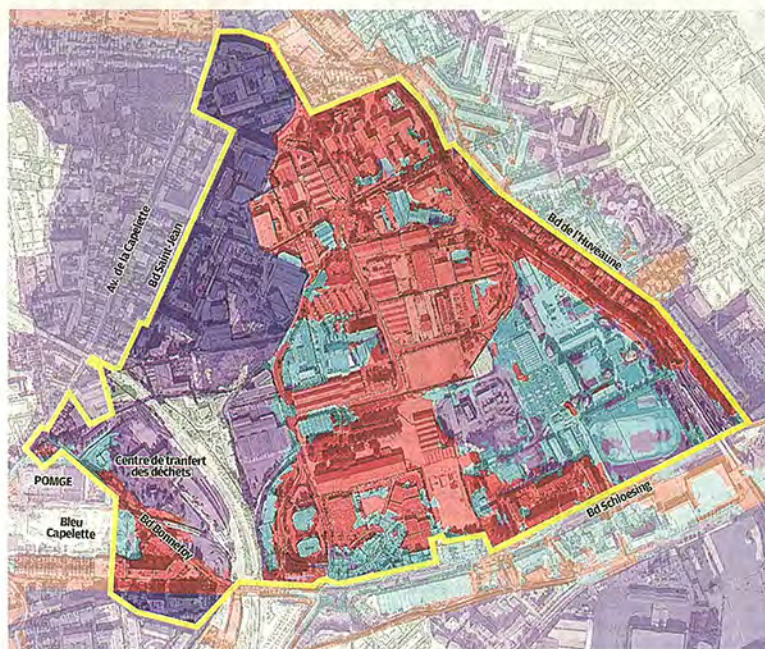 Av. de la Capelette
Bd Saint-Jean
Bd de l'Huveaune
Centre de tranfert
des déchets
POMGE
Bleu
Capelette
Bd Bonnefoy
Bd Schloesing